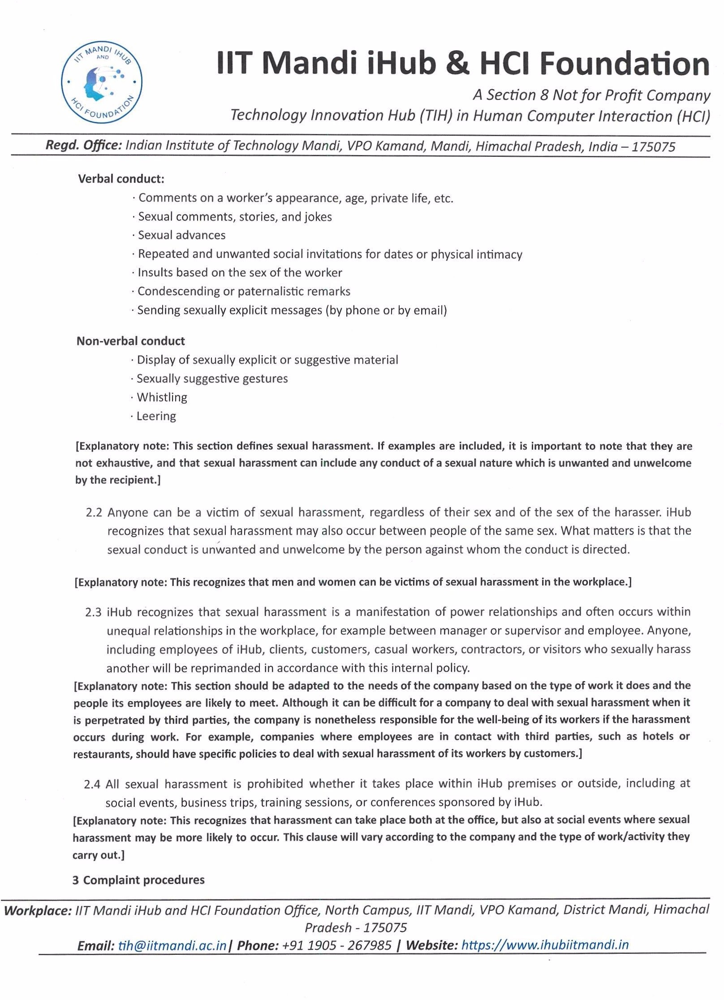 IIT MANDI IHUB
AND
HCI FOUNDATION
IIT Mandi iHub & HCI Foundation
A Section 8 Not for Profit Company
Technology Innovation Hub (TIH) in Human Computer Interaction (HCI)
Regd. Office: Indian Institute of Technology Mandi, VPO Kamand, Mandi, Himachal Pradesh, India – 175075
Verbal conduct:
· Comments on a worker’s appearance, age, private life, etc.
· Sexual comments, stories, and jokes
· Sexual advances
· Repeated and unwanted social invitations for dates or physical intimacy
· Insults based on the sex of the worker
· Condescending or paternalistic remarks
· Sending sexually explicit messages (by phone or by email)
Non-verbal conduct
· Display of sexually explicit or suggestive material
· Sexually suggestive gestures
· Whistling
· Leering
[Explanatory note: This section defines sexual harassment. If examples are included, it is important to note that they are
not exhaustive, and that sexual harassment can include any conduct of a sexual nature which is unwanted and unwelcome
by the recipient.]
2.2 Anyone can be a victim of sexual harassment, regardless of their sex and of the sex of the harasser. iHub
recognizes that sexual harassment may also occur between people of the same sex. What matters is that the
sexual conduct is unwanted and unwelcome by the person against whom the conduct is directed.
[Explanatory note: This recognizes that men and women can be victims of sexual harassment in the workplace.]
2.3 iHub recognizes that sexual harassment is a manifestation of power relationships and often occurs within
unequal relationships in the workplace, for example between manager or supervisor and employee. Anyone,
including employees of iHub, clients, customers, casual workers, contractors, or visitors who sexually harass
another will be reprimanded in accordance with this internal policy.
[Explanatory note: This section should be adapted to the needs of the company based on the type of work it does and the
people its employees are likely to meet. Although it can be difficult for a company to deal with sexual harassment when it
is perpetrated by third parties, the company is nonetheless responsible for the well-being of its workers if the harassment
occurs during work. For example, companies where employees are in contact with third parties, such as hotels or
restaurants, should have specific policies to deal with sexual harassment of its workers by customers.]
2.4 All sexual harassment is prohibited whether it takes place within iHub premises or outside, including at
social events, business trips, training sessions, or conferences sponsored by iHub.
[Explanatory note: This recognizes that harassment can take place both at the office, but also at social events where sexual
harassment may be more likely to occur. This clause will vary according to the company and the type of work/activity they
carry out.]
3 Complaint procedures
Workplace: IIT Mandi iHub and HCI Foundation Office, North Campus, IIT Mandi, VPO Kamand, District Mandi, Himachal
Pradesh - 175075
Email: tih@iitmandi.ac.in| Phone: +91 1905 - 267985 | Website: https://www.ihubiitmandi.in